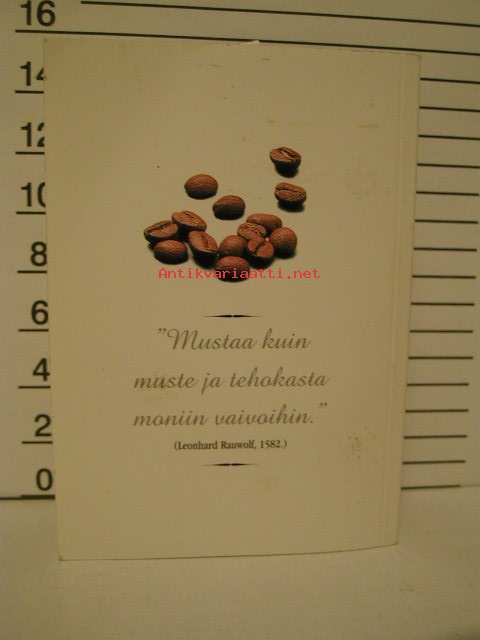 16
14
12
10
8
6
4
2
0
Antikvariaatti.net
”Mustaa kuin
muste ja tehokasta
moniin vaivoihin.”
(Leonhard Rauwolf, 1582.)